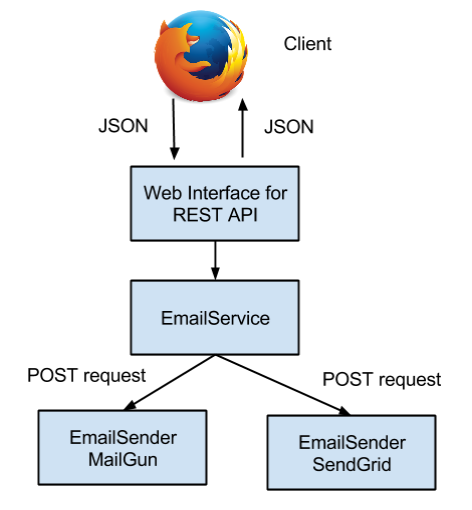 Client
JSON
JSON
Web Interface for
REST API
EmailService
POST request
POST request
EmailSender
MailGun
EmailSender
SendGrid